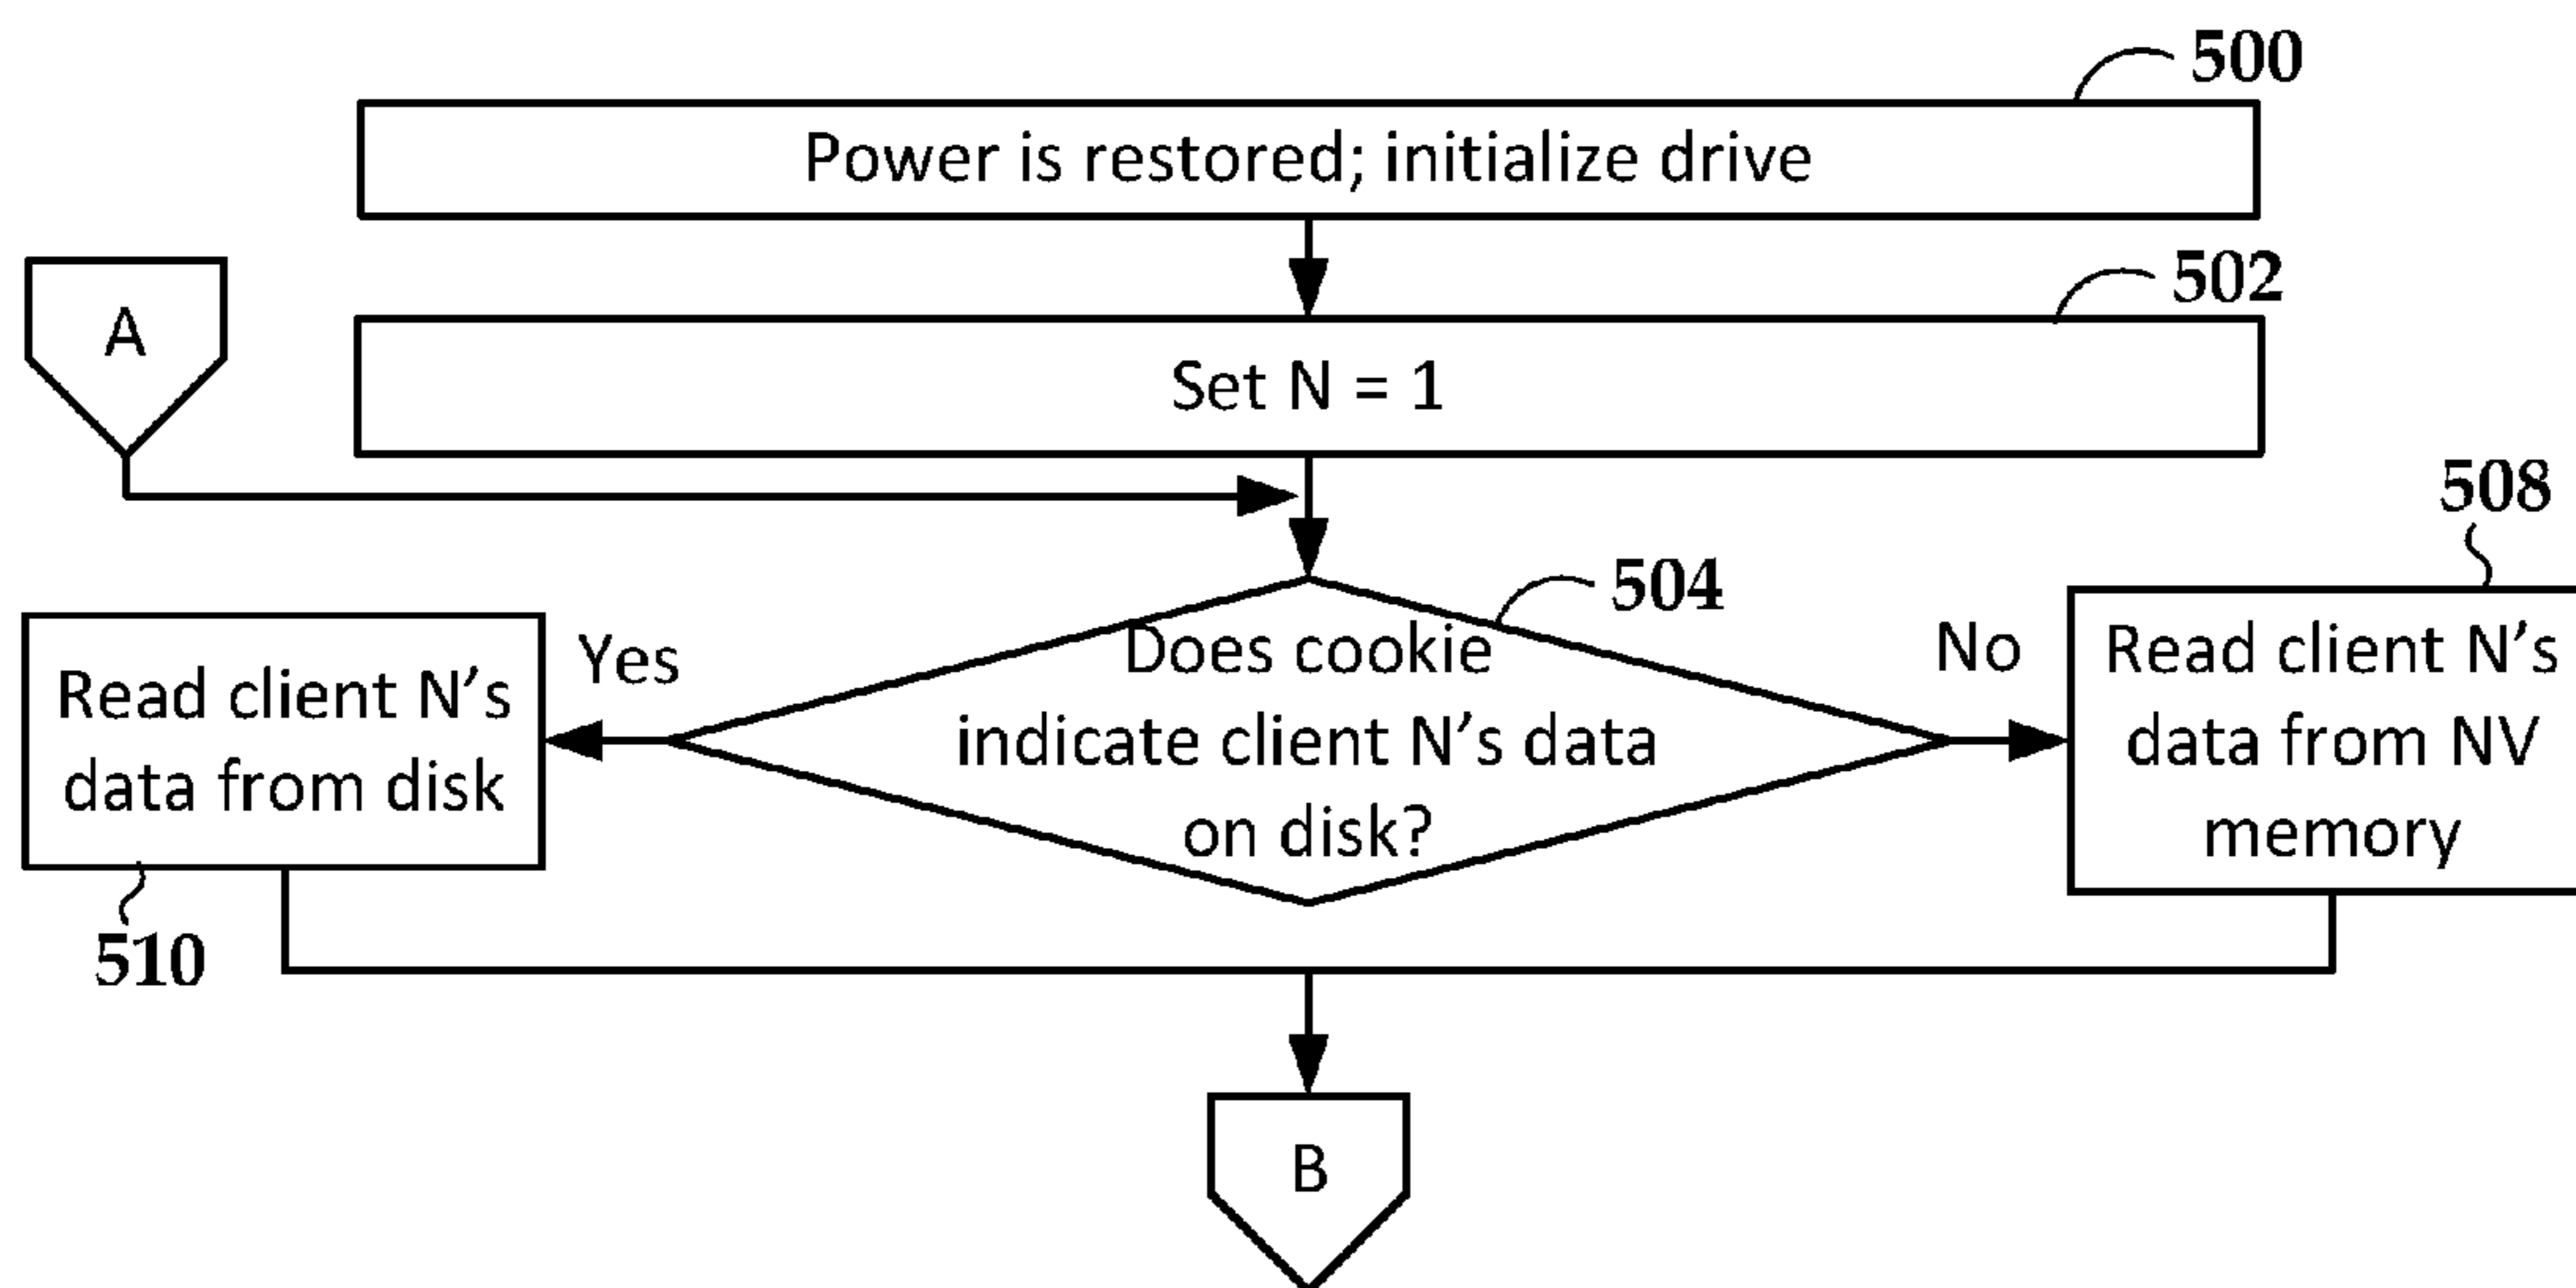 500
Power is restored; initialize drive
502
A
Set N = 1
508
504
Yes
No
Does cookie
indicate client N's data
on disk?
Read client N's
data from disk
Read client N's
data from NV
memory
510
B